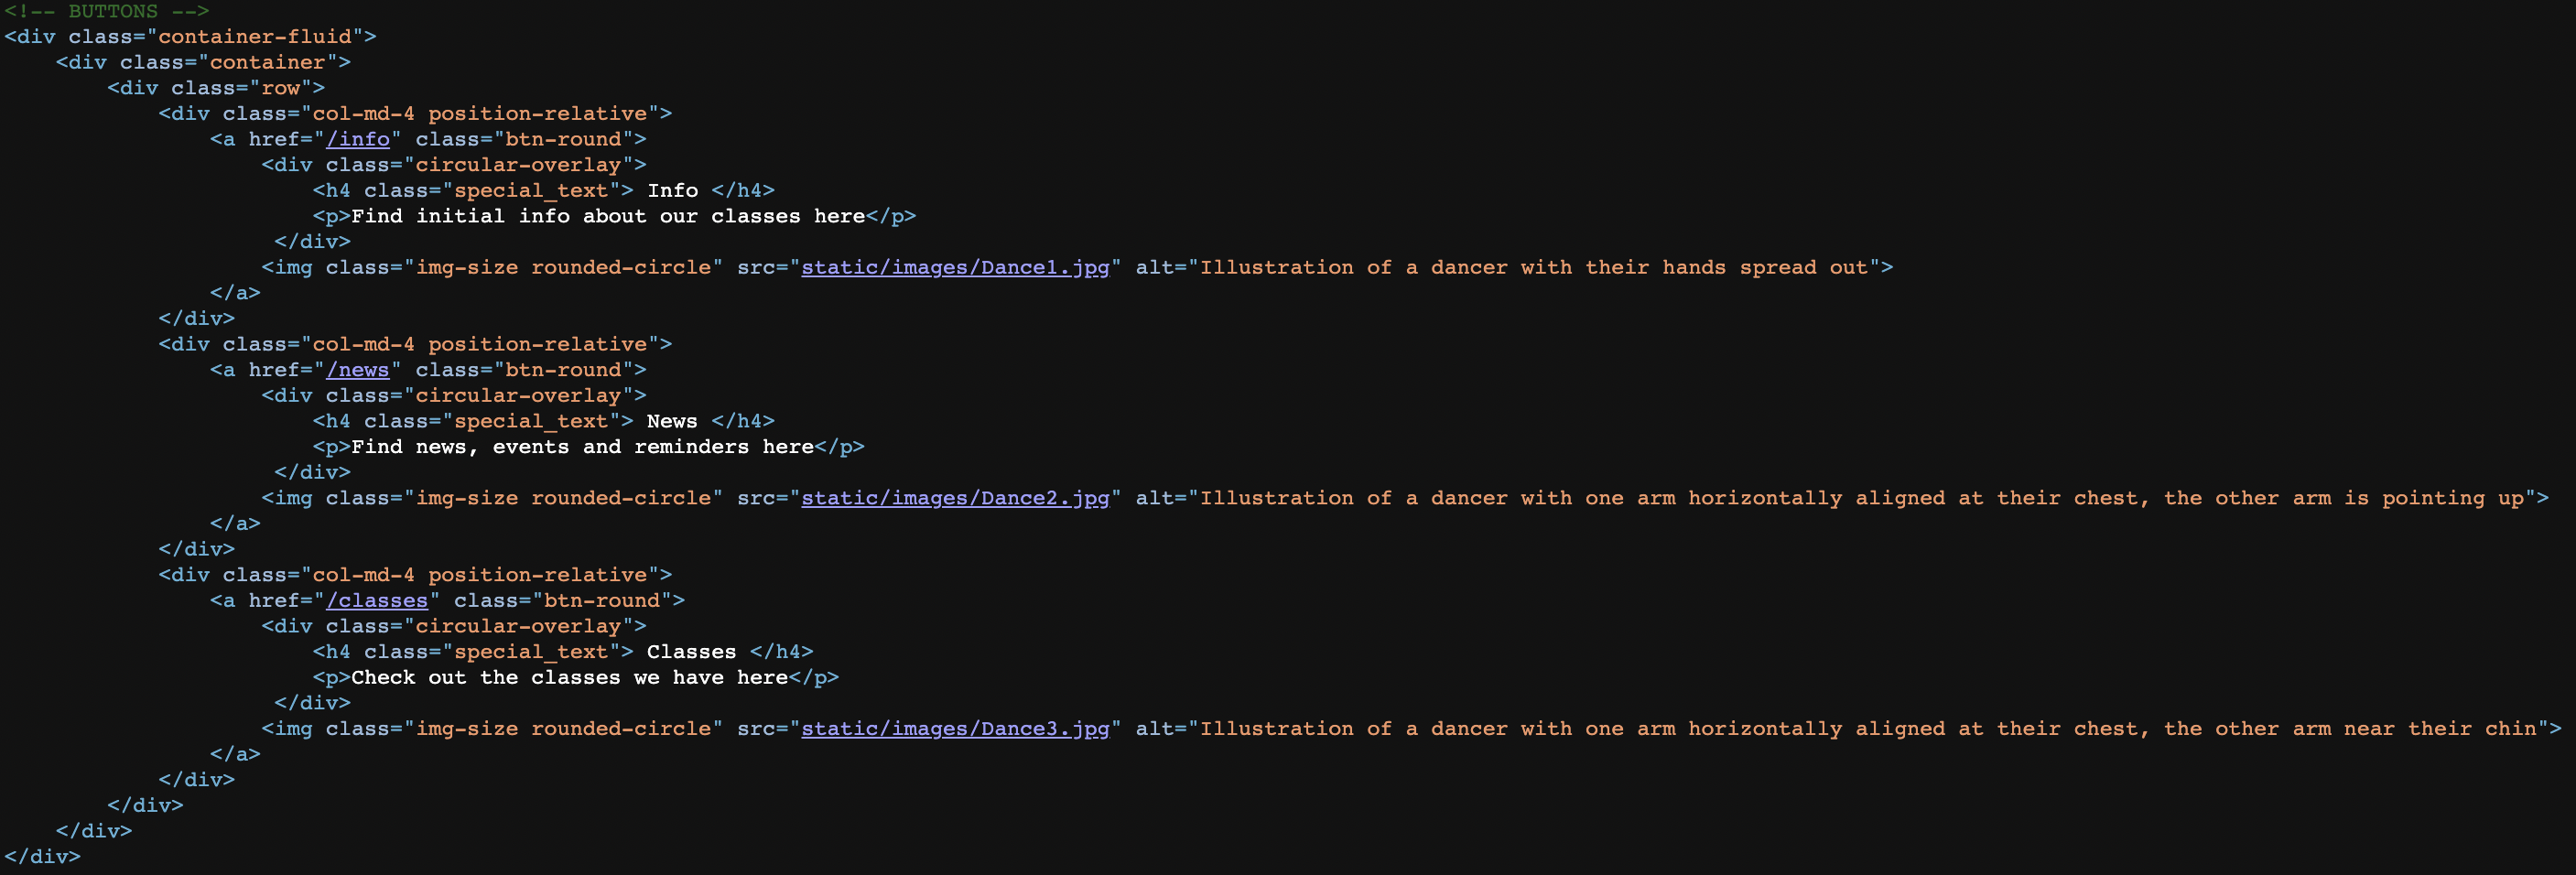 <!-- BUTTONS -->
<div class="container-fluid">
    <div class="container">
        <div class="row">
            <div class="col-md-4 position-relative">
                <a href="/info" class="btn-round">
                    <div class="circular-overlay">
                        <h4 class="special_text"> Info </h4>
                        <p>Find initial info about our classes here</p>
                     </div>
                    <img class="img-size rounded-circle" src="static/images/Dance1.jpg" alt="Illustration of a dancer with their hands spread out">
                </a>
            </div>
            <div class="col-md-4 position-relative">
                <a href="/news" class="btn-round">
                    <div class="circular-overlay">
                        <h4 class="special_text"> News </h4>
                        <p>Find news, events and reminders here</p>
                     </div>
                    <img class="img-size rounded-circle" src="static/images/Dance2.jpg" alt="Illustration of a dancer with one arm horizontally aligned at their chest, the other arm is pointing up">
                </a>
            </div>
            <div class="col-md-4 position-relative">
                <a href="/classes" class="btn-round">
                    <div class="circular-overlay">
                        <h4 class="special_text"> Classes </h4>
                        <p>Check out the classes we have here</p>
                     </div>
                    <img class="img-size rounded-circle" src="static/images/Dance3.jpg" alt="Illustration of a dancer with one arm horizontally aligned at their chest, the other arm near their chin">
                </a>
            </div>
        </div>
    </div>
</div>